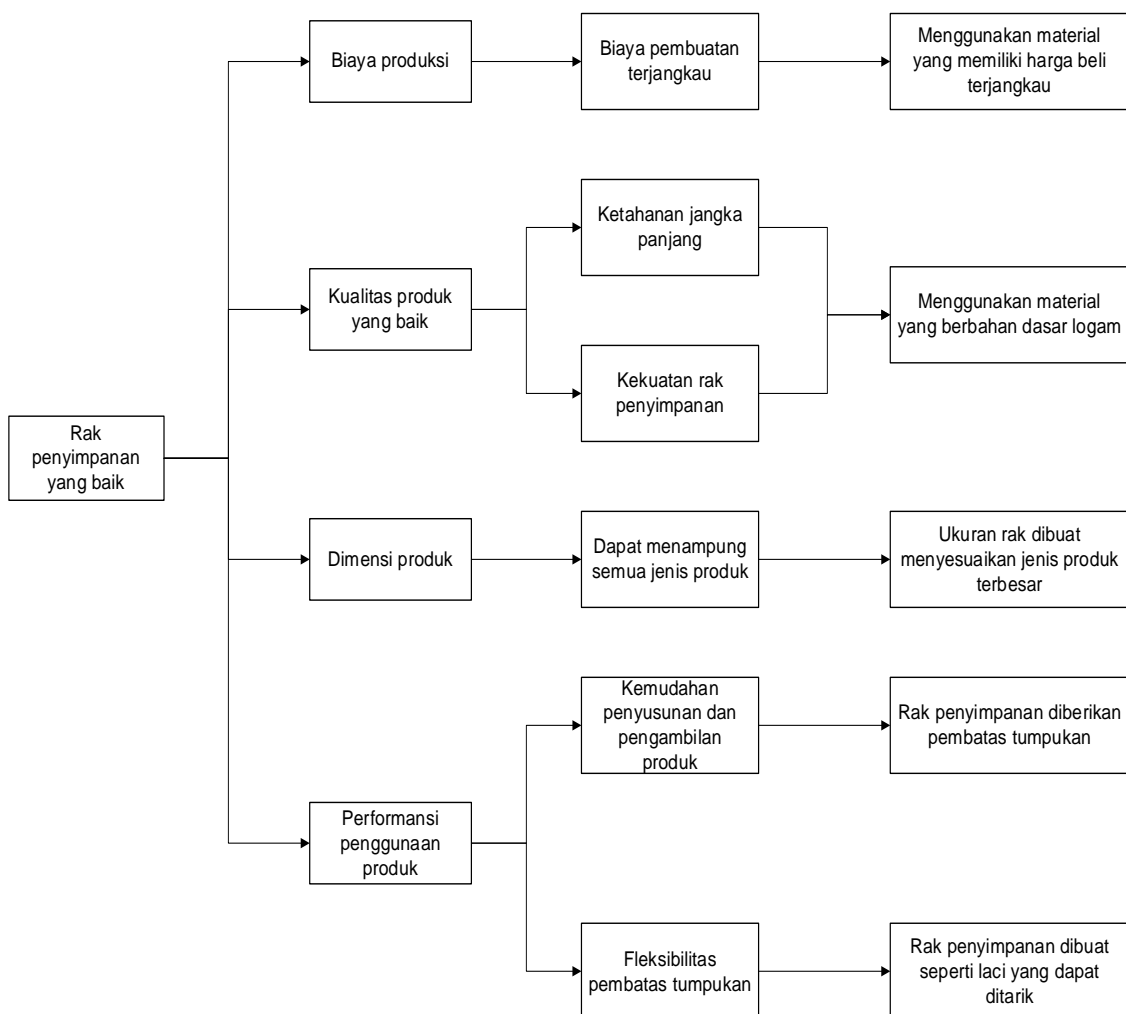 Biaya produksi
Biaya pembuatan
terjangkau
Menggunakan material
yang memiliki harga beli
terjangkau
Ketahanan jangka
panjang
Kualitas produk
yang baik
Menggunakan material
yang berbahan dasar logam
Kekuatan rak
penyimpanan
Rak
penyimpanan
yang baik
Dimensi produk
Dapat menampung
semua jenis produk
Ukuran rak dibuat
menyesuaikan jenis produk
terbesar
Kemudahan
penyusunan dan
pengambilan
produk
Rak penyimpanan diberikan
pembatas tumpukan
Performansi
penggunaan
produk
Fleksibilitas
pembatas tumpukan
Rak penyimpanan dibuat
seperti laci yang dapat
ditarik